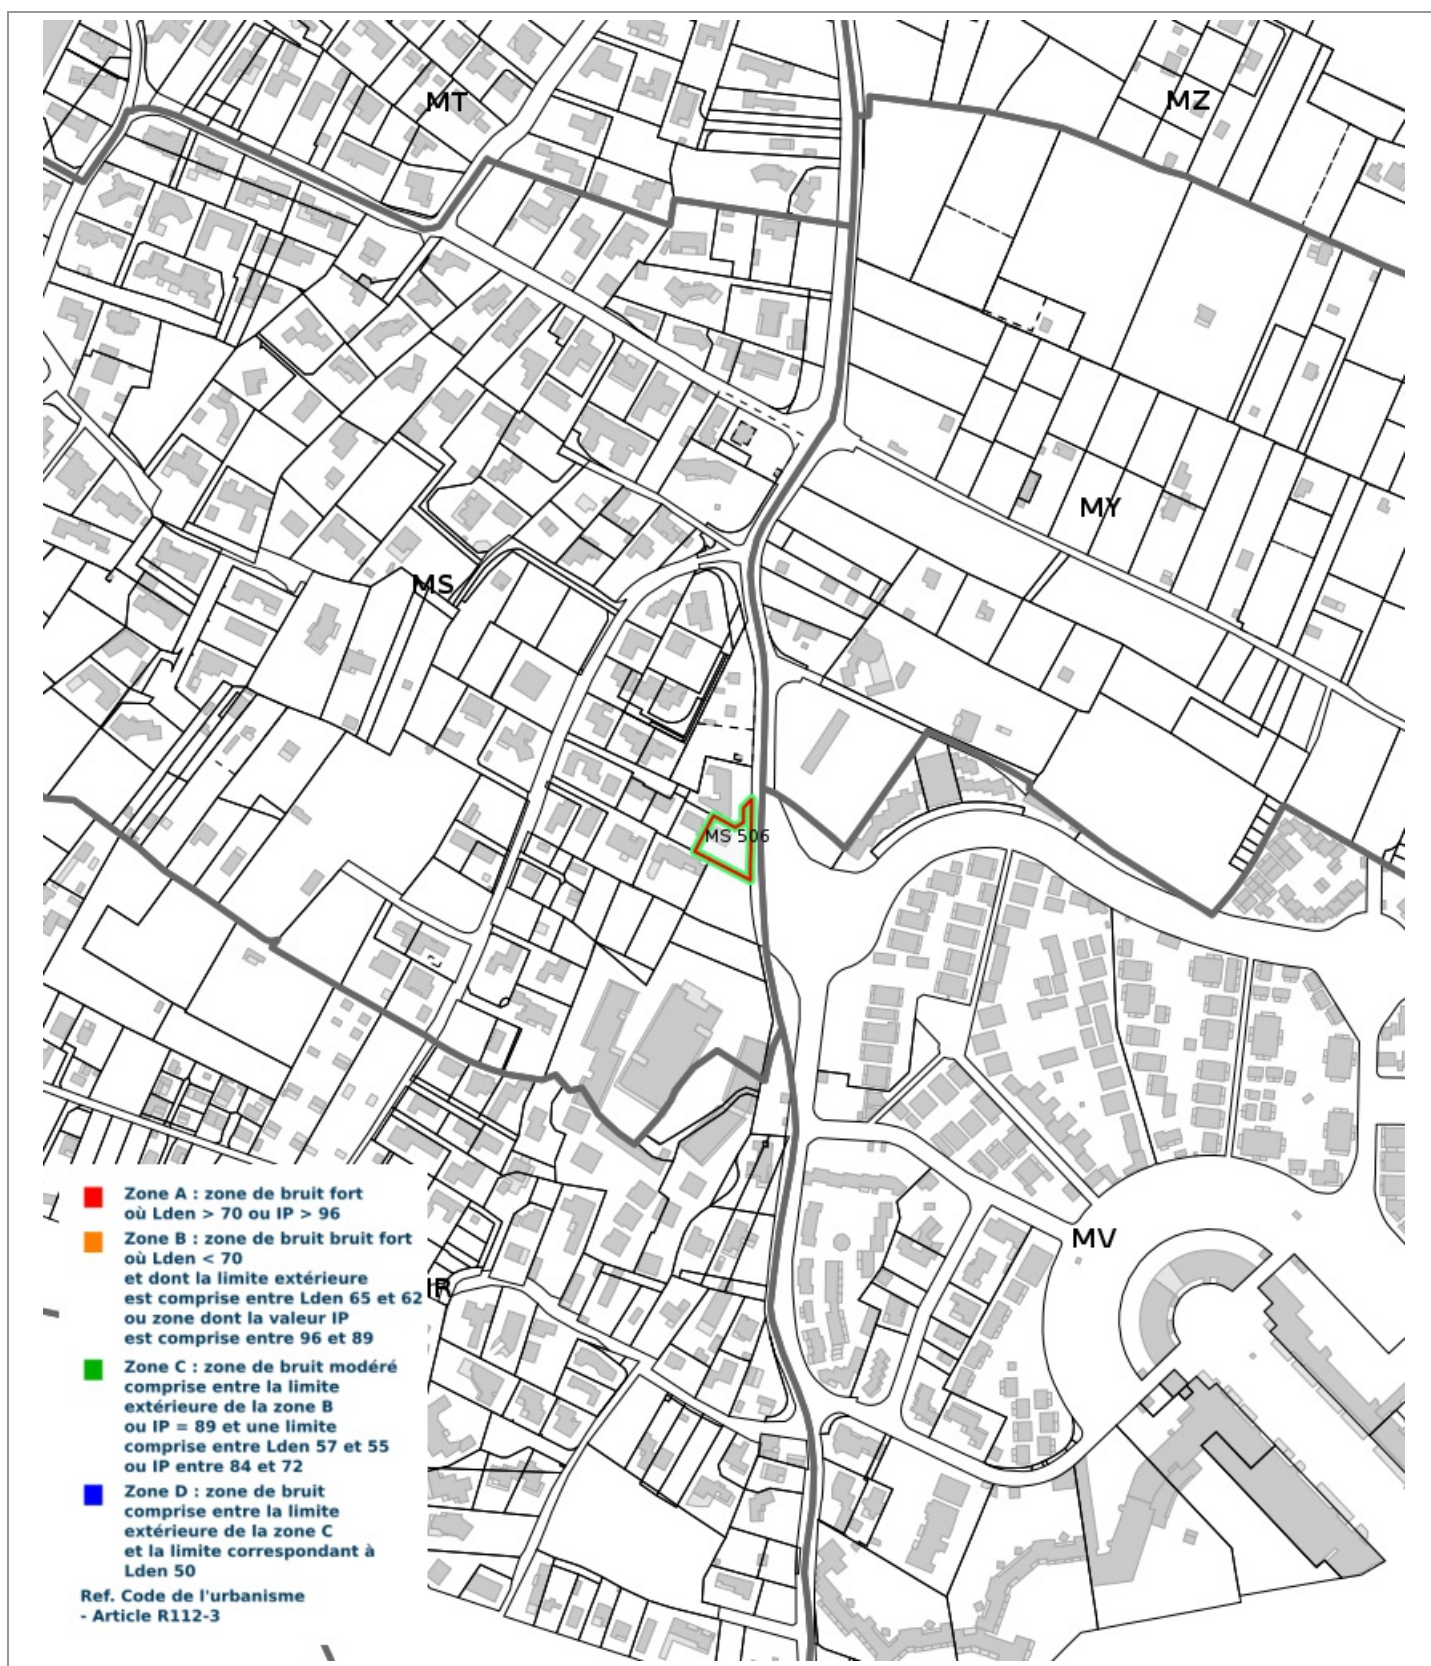 MT
MZ
MY
MS
MS 506
MV
Zone A : zone de bruit fort
où Lden > 70 ou IP > 96
Zone B : zone de bruit bruit fort
où Lden < 70
et dont la limite extérieure
est comprise entre Lden 65 et 62
ou zone dont la valeur IP
est comprise entre 96 et 89
Zone C : zone de bruit modéré
comprise entre la limite
extérieure de la zone B
ou IP = 89 et une limite
comprise entre Lden 57 et 55
ou IP entre 84 et 72
Zone D : zone de bruit
comprise entre la limite
extérieure de la zone C
et la limite correspondant à
Lden 50
Ref. Code de l'urbanisme
- Article R112-3